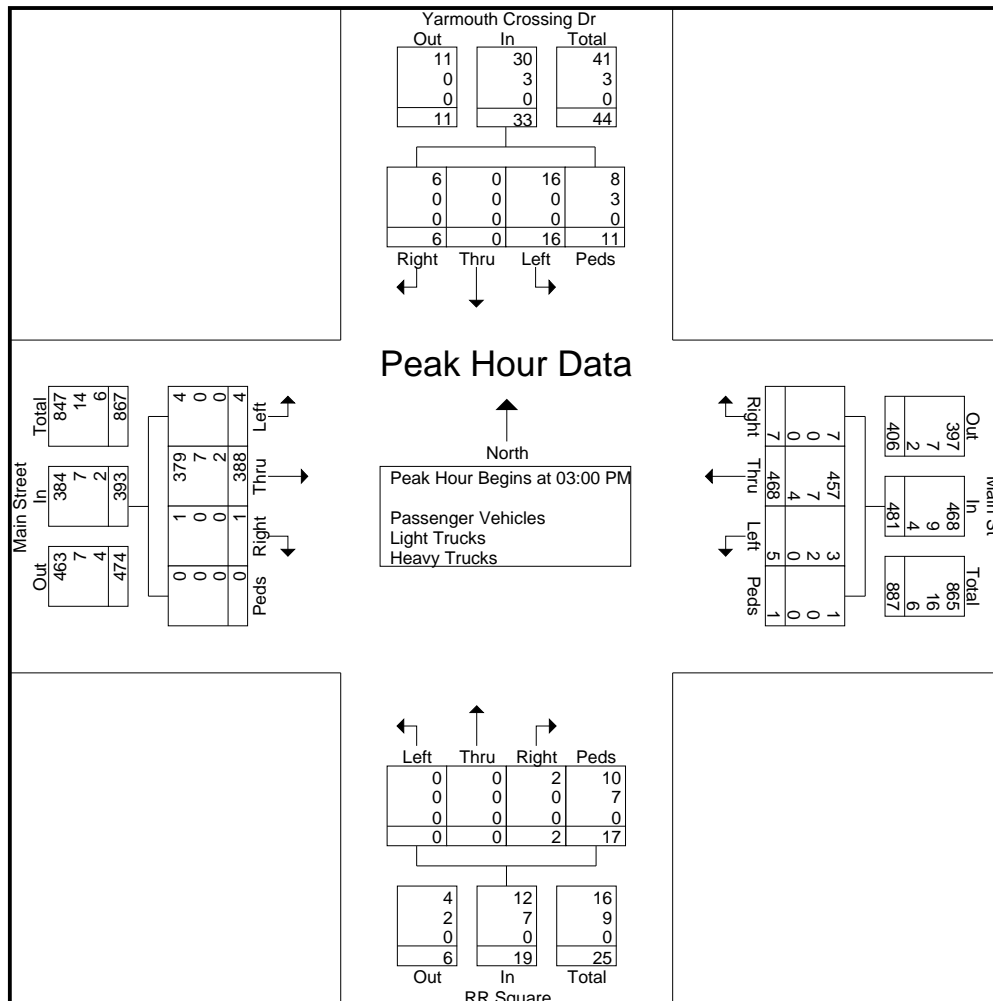 Yarmouth Crossing Dr
Out In Total
11 30 41
0 3 3
0 0 0
11 33 44
6 0 16 8
0 0 0 3
0 0 0 0
6 0 16 11
Right Thru Left Peds
Peak Hour Data
North
Peak Hour Begins at 03:00 PM
Passenger Vehicles
Light Trucks
Heavy Trucks
Main Street
Out In Total
463 384 847
7 7 14
4 2 6
474 393 867
0 1 379 4
0 0 7 0
0 0 2 0
0 1 388 4
Peds Right Thru Left
Main St
Out In Total
397 468 865
7 9 16
2 4 6
406 481 887
7 457 3 1
0 7 2 0
0 4 0 0
7 468 5 1
Right Thru Left Peds
Left Thru Right Peds
0 0 2 10
0 0 0 7
0 0 0 0
0 0 2 17
4 12 16
2 7 9
0 0 0
6 19 25
Out In Total
RR Square